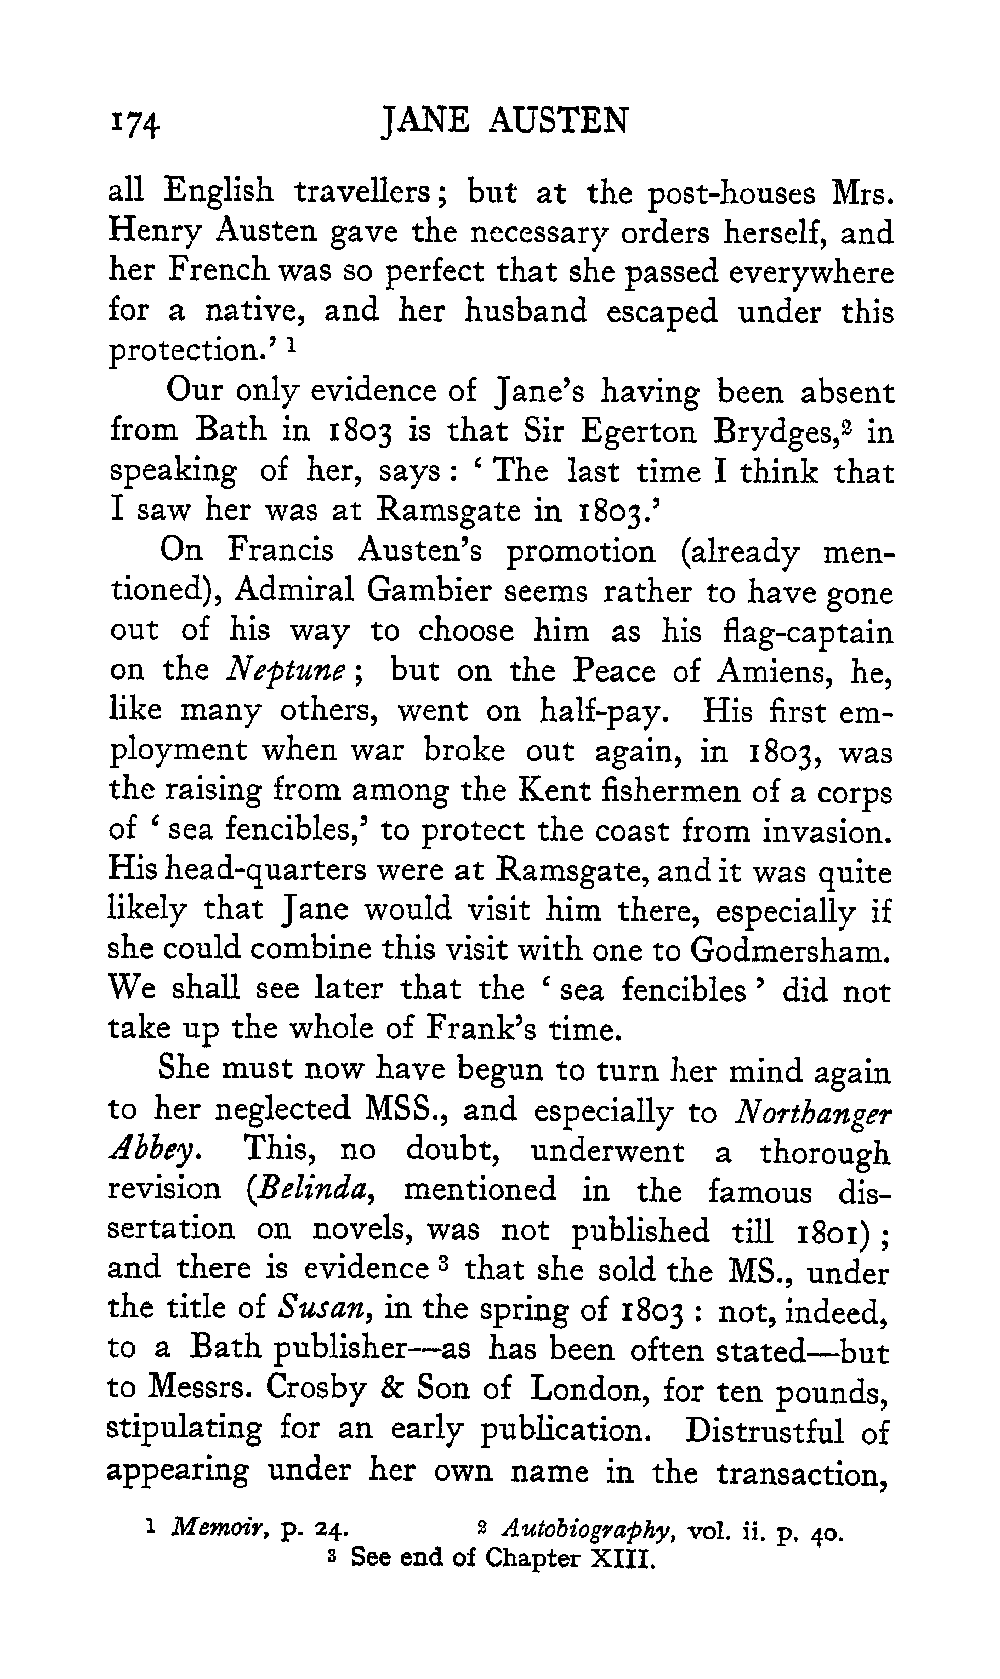 174 JANE AUSTEN
all English travellers; but at the post-houses Mrs.
Henry Austen gave the necessary orders herself, and
her French was so perfect that she passed everywhere
for a native, and her husband escaped under this
protection.’ 1
Our only evidence of Jane’s having been absent
from Bath in 1803 is that Sir Egerton Brydges,2 in
speaking of her, says : ‘ The last time I think that
I saw her was at Ramsgate in 1803.’
On Francis Austen’s promotion (already men-
tioned), Admiral Gambier seems rather to have gone
out of his way to choose him as his flag-captain
on the Neptune ; but on the Peace of Amiens, he,
like many others, went on half-pay. His first em-
ployment when war broke out again, in 1803, was
the raising from among the Kent fishermen of a corps
of ‘ sea fencibles,’ to protect the coast from invasion.
His head-quarters were at Ramsgate, and it was quite
likely that Jane would visit him there, especially if
she could combine this visit with one to Godmersham.
We shall see later that the ‘ sea fencibles ’ did not
take up the whole of Frank’s time.
She must now have begun to turn her mind again
to her neglected MSS., and especially to Northanger
Abbey. This, no doubt, underwent a thorough
revision (Belinda, mentioned in the famous dis-
sertation on novels, was not published till 1801) ;
and there is evidence 3 that she sold the MS., under
the title of Susan, in the spring of 1803 : not, indeed,
to a Bath publisher—as has been often stated—but
to Messrs. Crosby & Son of London, for ten pounds,
stipulating for an early publication. Distrustful of
appearing under her own name in the transaction,
1 Memoir, p. 24. 2 Autobiography, vol. ii. p. 40.
3 See end of Chapter XIII.